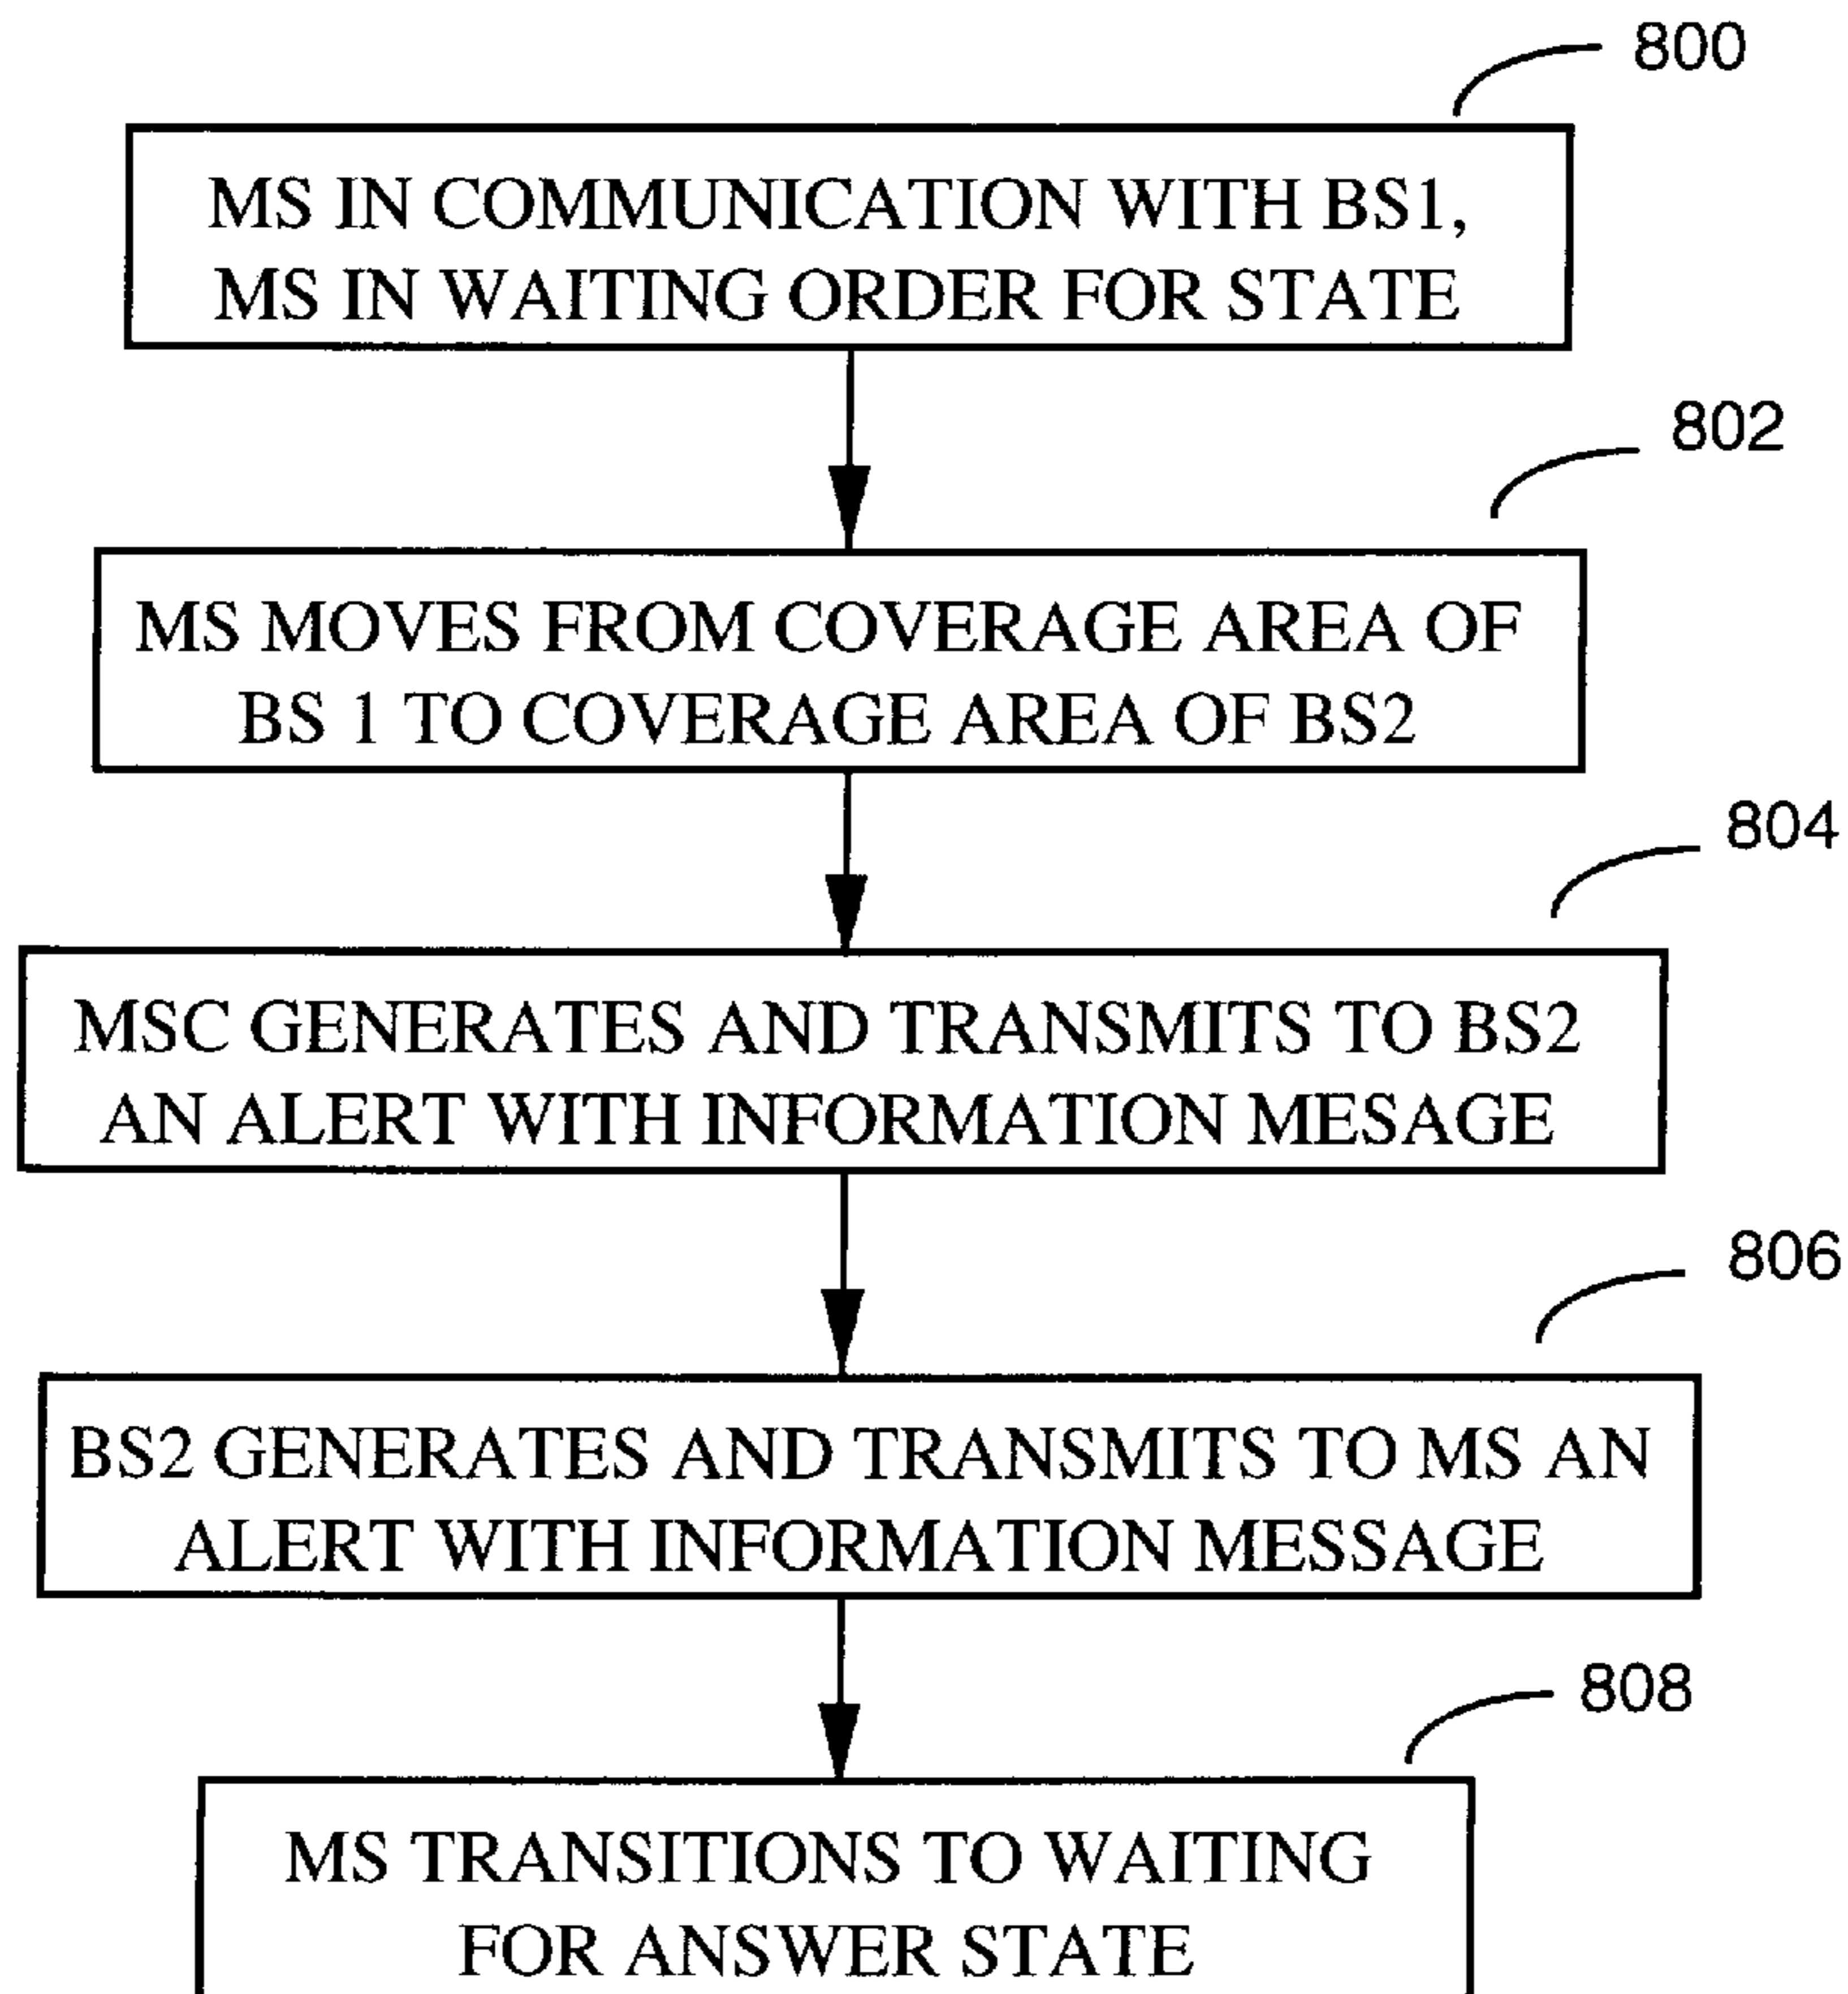 800
MS IN COMMUNICATION WITH BS1,
MS IN WAITING ORDER FOR STATE
802
MS MOVES FROM COVERAGE AREA OF
BS 1 TO COVERAGE AREA OF BS2
804
MSC GENERATES AND TRANSMITS TO BS2
AN ALERT WITH INFORMATION MESAGE
806
BS2 GENERATES AND TRANSMITS TO MS AN
ALERT WITH INFORMATION MESSAGE
808
MS TRANSITIONS TO WAITING
FOR ANSWER STATE